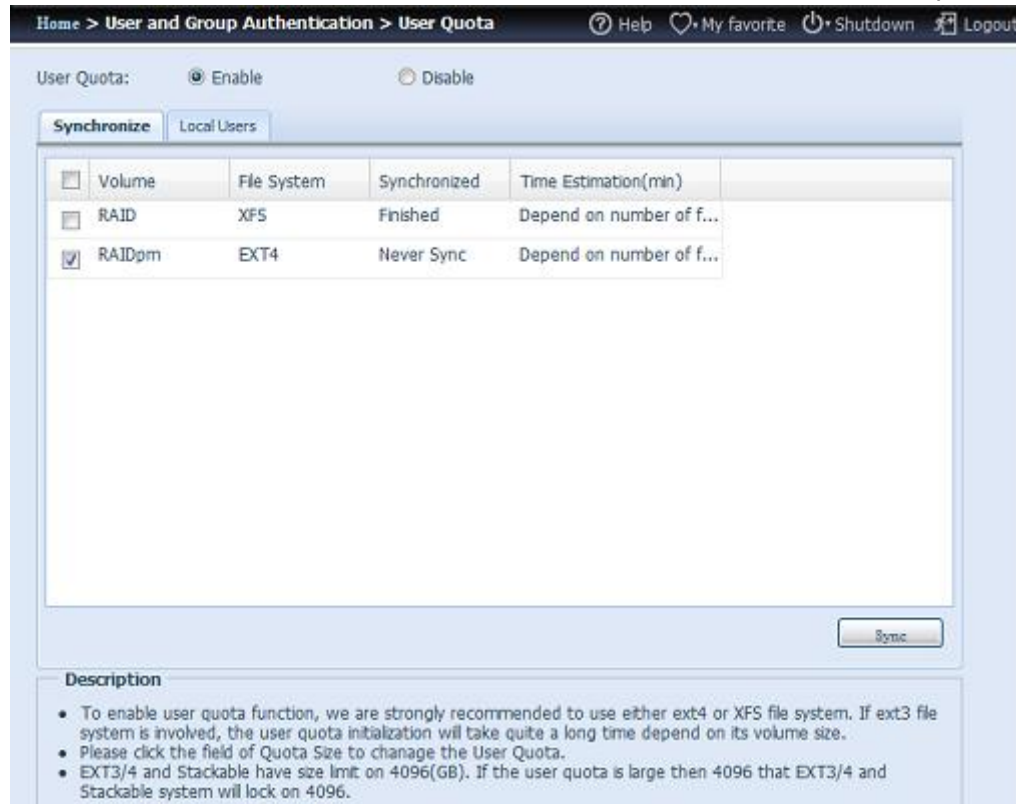 Home > User and Group Authentication > User Quota Help My favorite Shutdown Logout
User Quota: Enable Disable
Synchronize Local Users
Volume File System Synchronized Time Estimation(min)
RAID XFS Finished Depend on number of f...
RAIDpm EXT4 Never Sync Depend on number of f...
Sync
Description
• To enable user quota function, we are strongly recommended to use either ext4 or XFS file system. If ext3 file
system is involved, the user quota initialization will take quite a long time depend on its volume size.
• Please click the field of Quota Size to chanage the User Quota.
• EXT3/4 and Stackable have size limit on 4096(GB). If the user quota is large then 4096 that EXT3/4 and
Stackable system will lock on 4096.